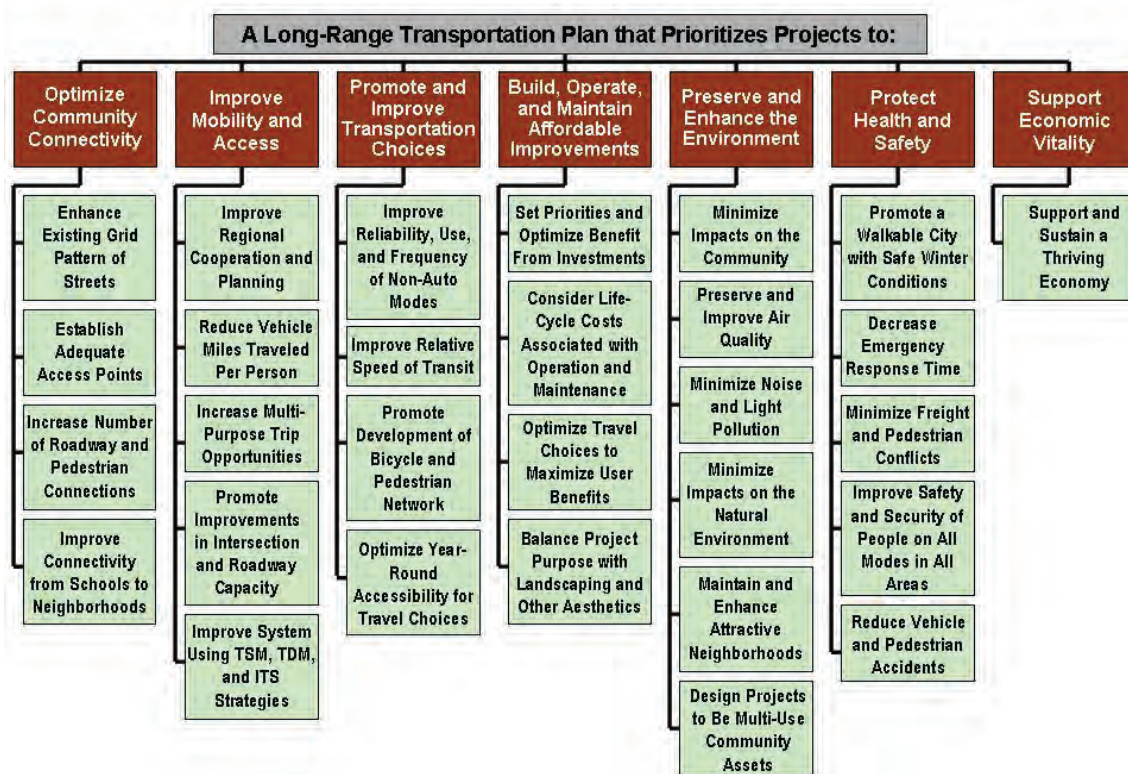 A Long-Range Transportation Plan that Prioritizes Projects to:
Optimize
Community
Connectivity
Enhance
Existing Grid
Pattern of
Streets
Establish
Adequate
Access Points
Increase Number
of Roadway and
Pedestrian
Connections
Improve
Connectivity
from Schools to
Neighborhoods
Improve
Mobility and
Access
Improve
Regional
Cooperation and
Planning
Reduce Vehicle
Miles Traveled
Per Person
Increase Multi-
Purpose Trip
Opportunities
Promote
Improvements
in Intersection
and Roadway
Capacity
Improve System
Using TSM, TDM,
and ITS
Strategies
Promote and
Improve
Transportation
Choices
Improve
Reliability, Use,
and Frequency
of Non-Auto
Modes
Improve Relative
Speed of Transit
Promote
Development of
Bicycle and
Pedestrian
Network
Optimize Year-
Round
Accessibility for
Travel Choices
Build, Operate,
and Maintain
Affordable
Improvements
Set Priorities and
Optimize Benefit
From Investments
Consider Life-
Cycle Costs
Associated with
Operation and
Maintenance
Optimize Travel
Choices to
Maximize User
Benefits
Balance Project
Purpose with
Landscaping and
Other Aesthetics
Preserve and
Enhance the
Environment
Minimize
Impacts on the
Community
Preserve and
Improve Air
Quality
Minimize Noise
and Light
Pollution
Minimize
Impacts on the
Natural
Environment
Maintain and
Enhance
Attractive
Neighborhoods
Design Projects
to Be Multi-Use
Community
Assets
Protect
Health and
Safety
Promote a
Walkable City
with Safe Winter
Conditions
Decrease
Emergency
Response Time
Minimize Freight
and Pedestrian
Conflicts
Improve Safety
and Security of
People on All
Modes in All
Areas
Reduce Vehicle
and Pedestrian
Accidents
Support
Economic
Vitality
Support and
Sustain a
Thriving
Economy